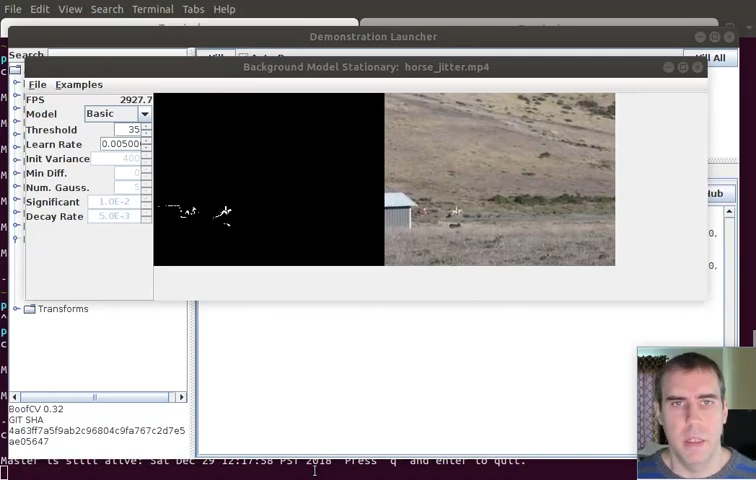 File Edit View Search Terminal Tabs Help
Demonstration Launcher
Search
Kill All
Background Model Stationary: horse_jitter.mp4
File Examples
FPS 2927.7
Model Basic
Threshold 35
Learn Rate 0.00500
Init Variance 400
Min Diff. 0
Num. Gauss. 5
Significant 1.0E-2
Decay Rate 5.0E-3
Transforms
BoofCV 0.32
GIT SHA
4a63ff7a5f9ab2c96804c9fa767c2d7e5
ae05647
Master is still alive: Sat Dec 29 12:17:58 PST 2018 Press 'q' and enter to quit.